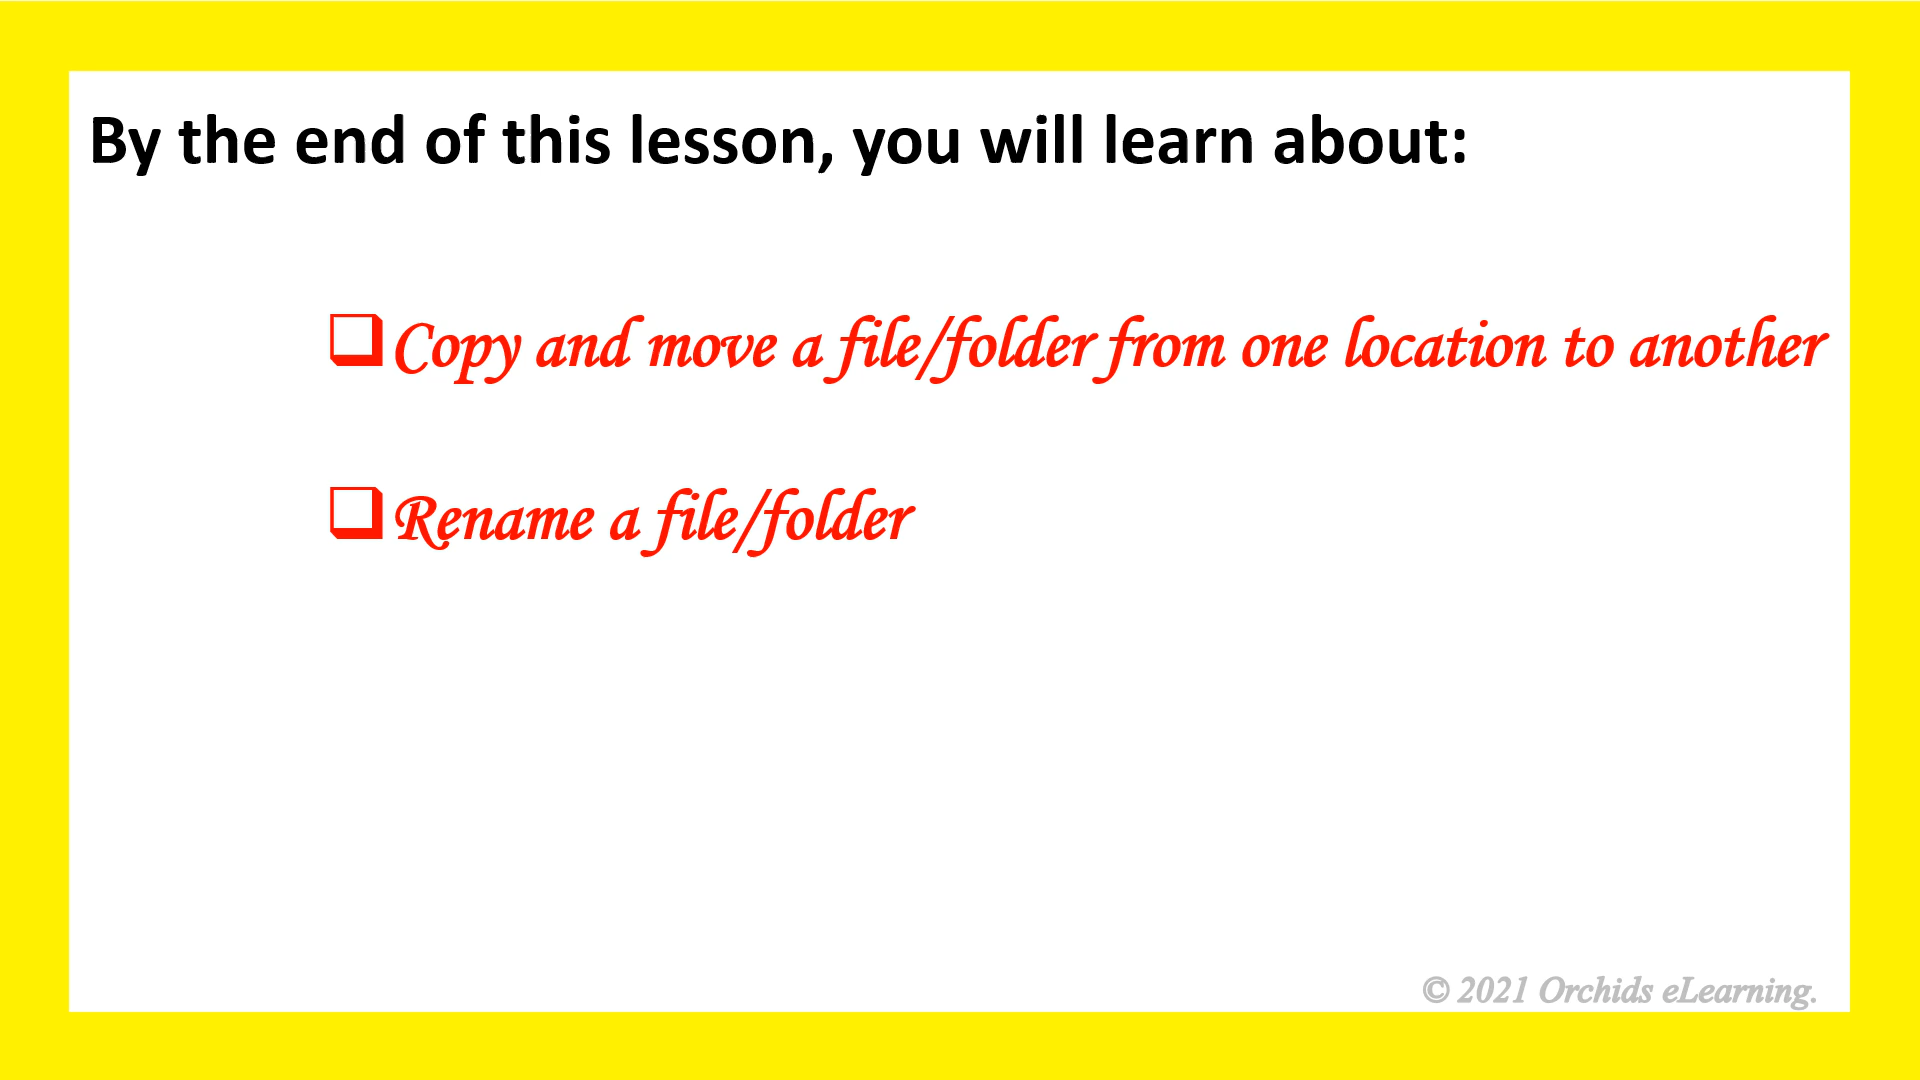 By the end of this lesson, you will learn about:
❑Copy and move a file/folder from one location to another
❑Rename a file/folder
© 2021 Orchids eLearning.